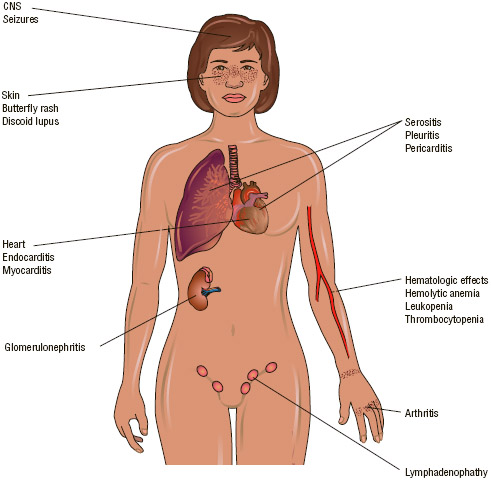 CNS
Seizures
Skin
Butterfly rash
Discoid lupus
Serositis
Pleuritis
Pericarditis
Heart
Endocarditis
Myocarditis
Hematologic effects
Hemolytic anemia
Leukopenia
Thrombocytopenia
Glomerulonephritis
Arthritis
Lymphadenophathy